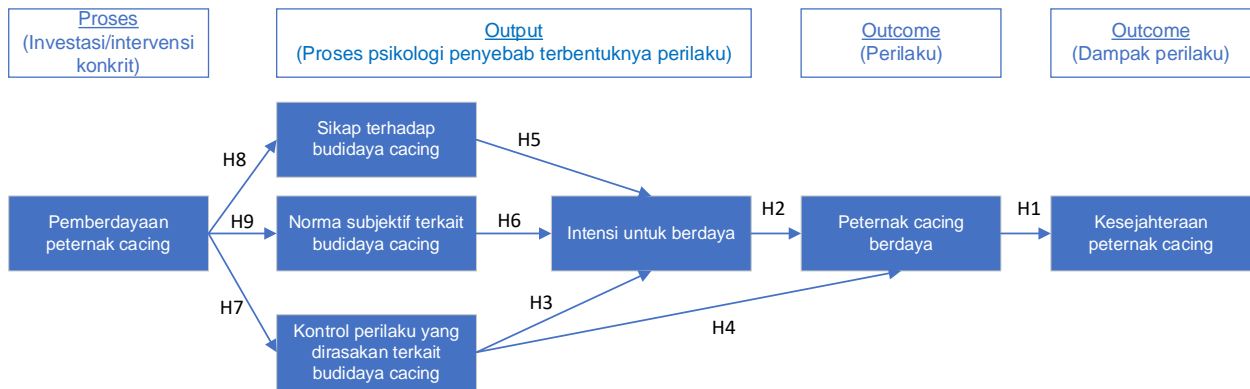 Proses
(Investasi/intervensi
konkrit)
Output
(Proses psikologi penyebab terbentuknya perilaku)
Outcome
(Perilaku)
Outcome
(Dampak perilaku)
Sikap terhadap
budidaya cacing
H5
H8
Pemberdayaan
peternak cacing
H9
Norma subjektif terkait
budidaya cacing
H6
Intensi untuk berdaya
H2
Peternak cacing
berdaya
H1
Kesejahteraan
peternak cacing
H7
H3
H4
Kontrol perilaku yang
dirasakan terkait
budidaya cacing